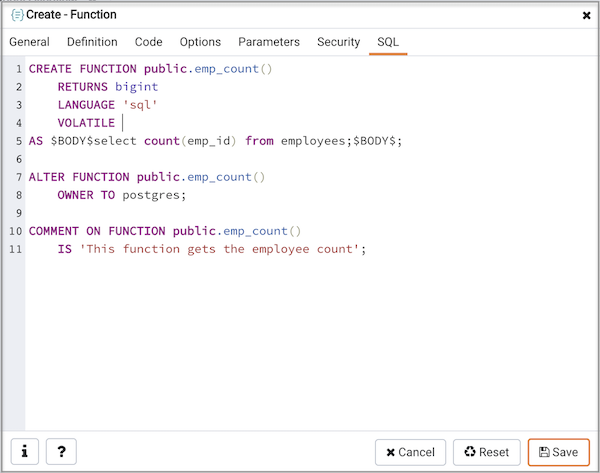 Create - Function
General Definition Code Options Parameters Security SQL
1 CREATE FUNCTION public.emp_count()
2 RETURNS bigint
3 LANGUAGE 'sql'
4 VOLATILE
5 AS $BODY$select count(emp_id) from employees;$BODY$;
6
7 ALTER FUNCTION public.emp_count()
8 OWNER TO postgres;
9
10 COMMENT ON FUNCTION public.emp_count()
11 IS 'This function gets the employee count';
i ? Cancel Reset Save